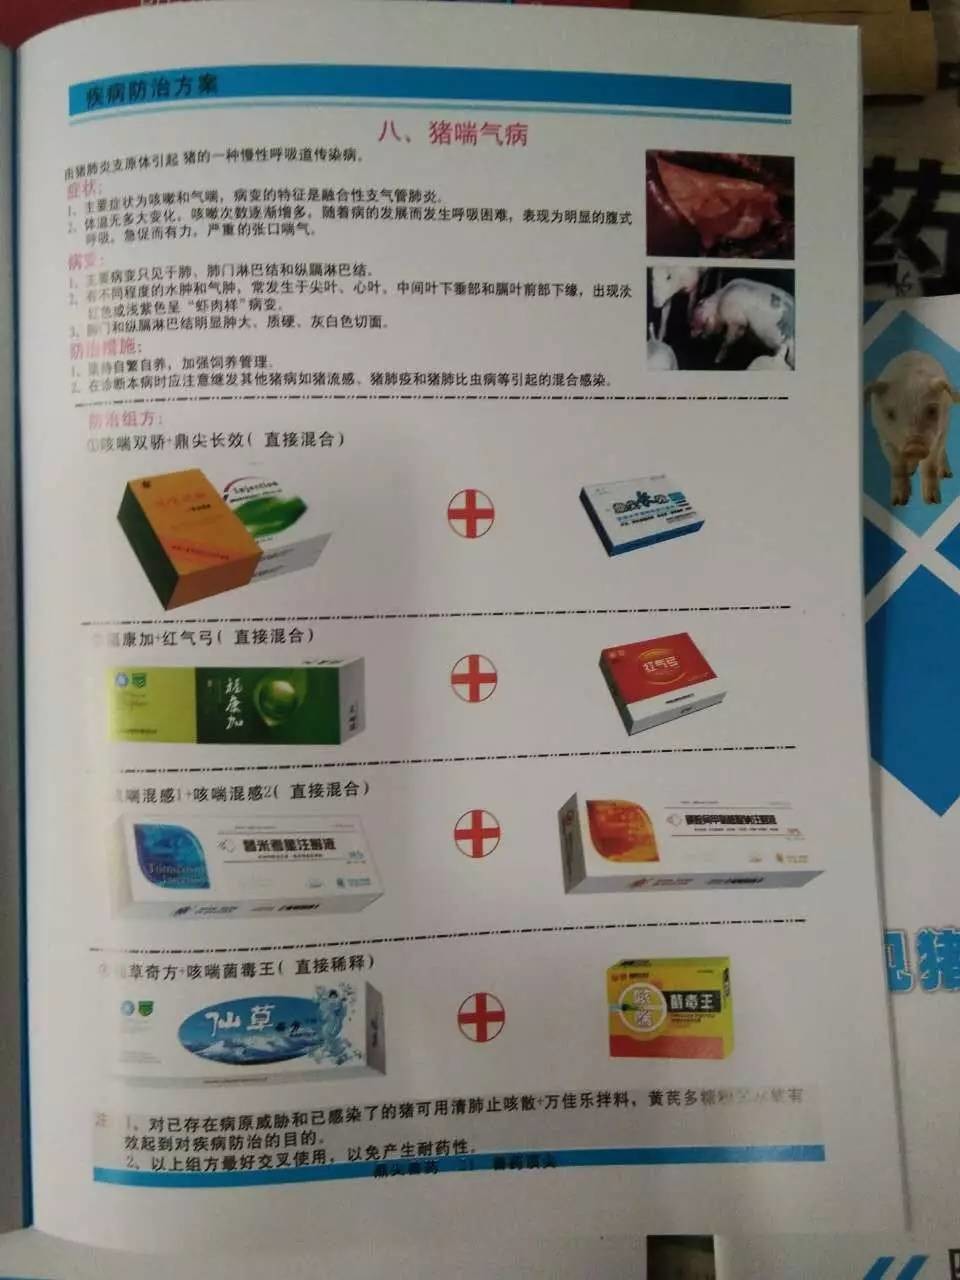 疾病防治方案
八、猪喘气病
由猪肺炎支原体引起 猪的一种慢性呼吸道传染病。
症状:
1、主要症状为咳嗽和气喘，病变的特征是融合性支气管肺炎。
2、体温无多大变化，咳嗽次数逐渐增多，随着病的发展而发生呼吸困难，表现为明显的腹式
呼吸，急促而有力，严重的张口喘气。
病变:
1、主要病变只见于肺、肺门淋巴结和纵膈淋巴结。
2、有不同程度的水肿和气肿，常发生于尖叶、心叶、中间叶下垂部和膈叶前部下缘，出现淡
红色或浅紫色呈“虾肉样”病变。
3、肺门和纵膈淋巴结明显肿大、质硬、灰白色切面。
防治措施:
1、坚持自繁自养，加强饲养管理。
2、在诊断本病时应注意继发其他猪病如猪流感、猪肺疫和猪肺比虫病等引起的混合感染。
防治组方:
①咳喘双骄+鼎尖长效( 直接混合)
Injection
福康加+红气弓( 直接混合)
福康加
红气弓
喘混感1+咳喘混感2( 直接混合)
替米考星注射液
草奇方+咳喘菌毒王( 直接稀释)
仙草
咳喘
菌毒王
注 1、对已存在病原威胁和已感染了的猪可用清肺止咳散+万佳乐拌料，黄芪多糖 有
效起到对疾病防治的目的。
2、以上组方最好交叉使用，以免产生耐药性。
鼎尖兽药 兽药顶尖
药
猪